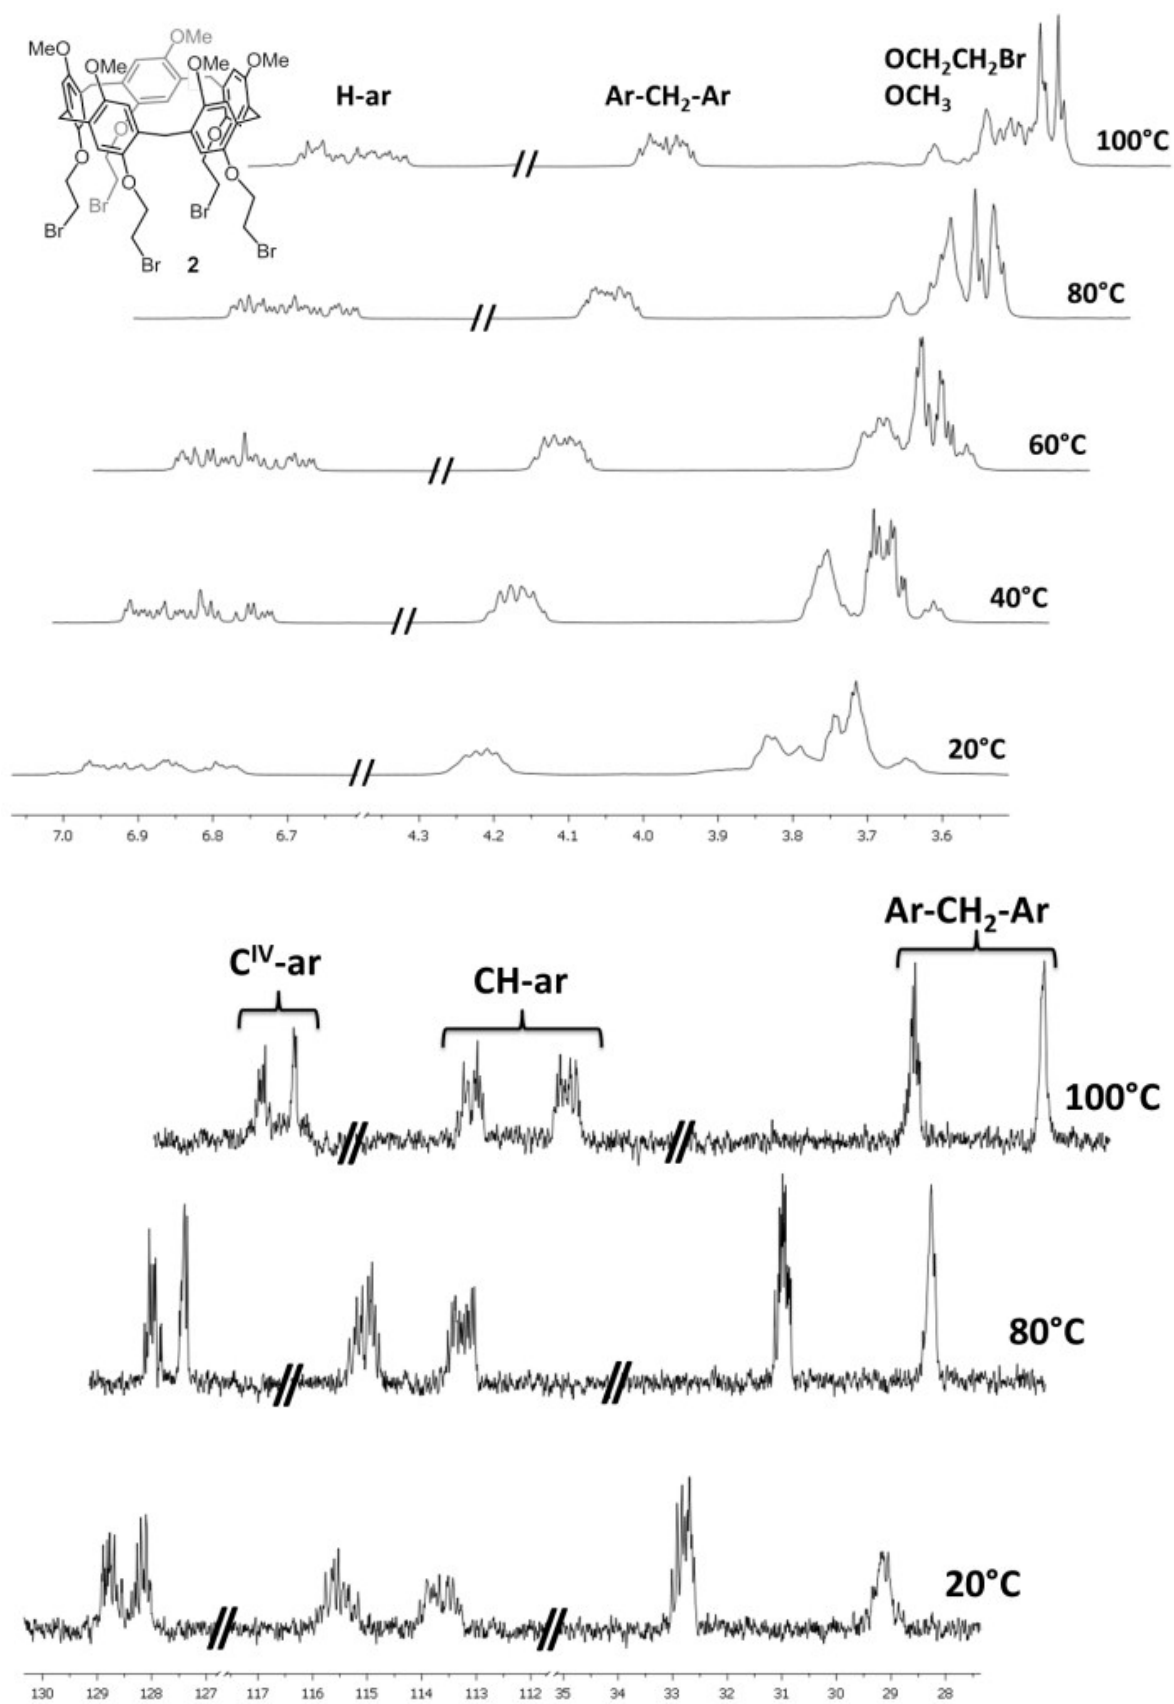 MeO
OMe
OMe
OMe
OMe
O
O
O
O
O
Br
Br
Br
Br
Br
2
H-ar
Ar-CH₂-Ar
OCH₂CH₂Br
OCH₃
100°C
80°C
60°C
40°C
20°C
7.0 6.9 6.8 6.7 4.3 4.2 4.1 4.0 3.9 3.8 3.7 3.6
Ar-CH₂-Ar
Cᴵⱽ-ar
CH-ar
100°C
80°C
20°C
130 129 128 127 117 116 115 114 113 112 35 34 33 32 31 30 29 28